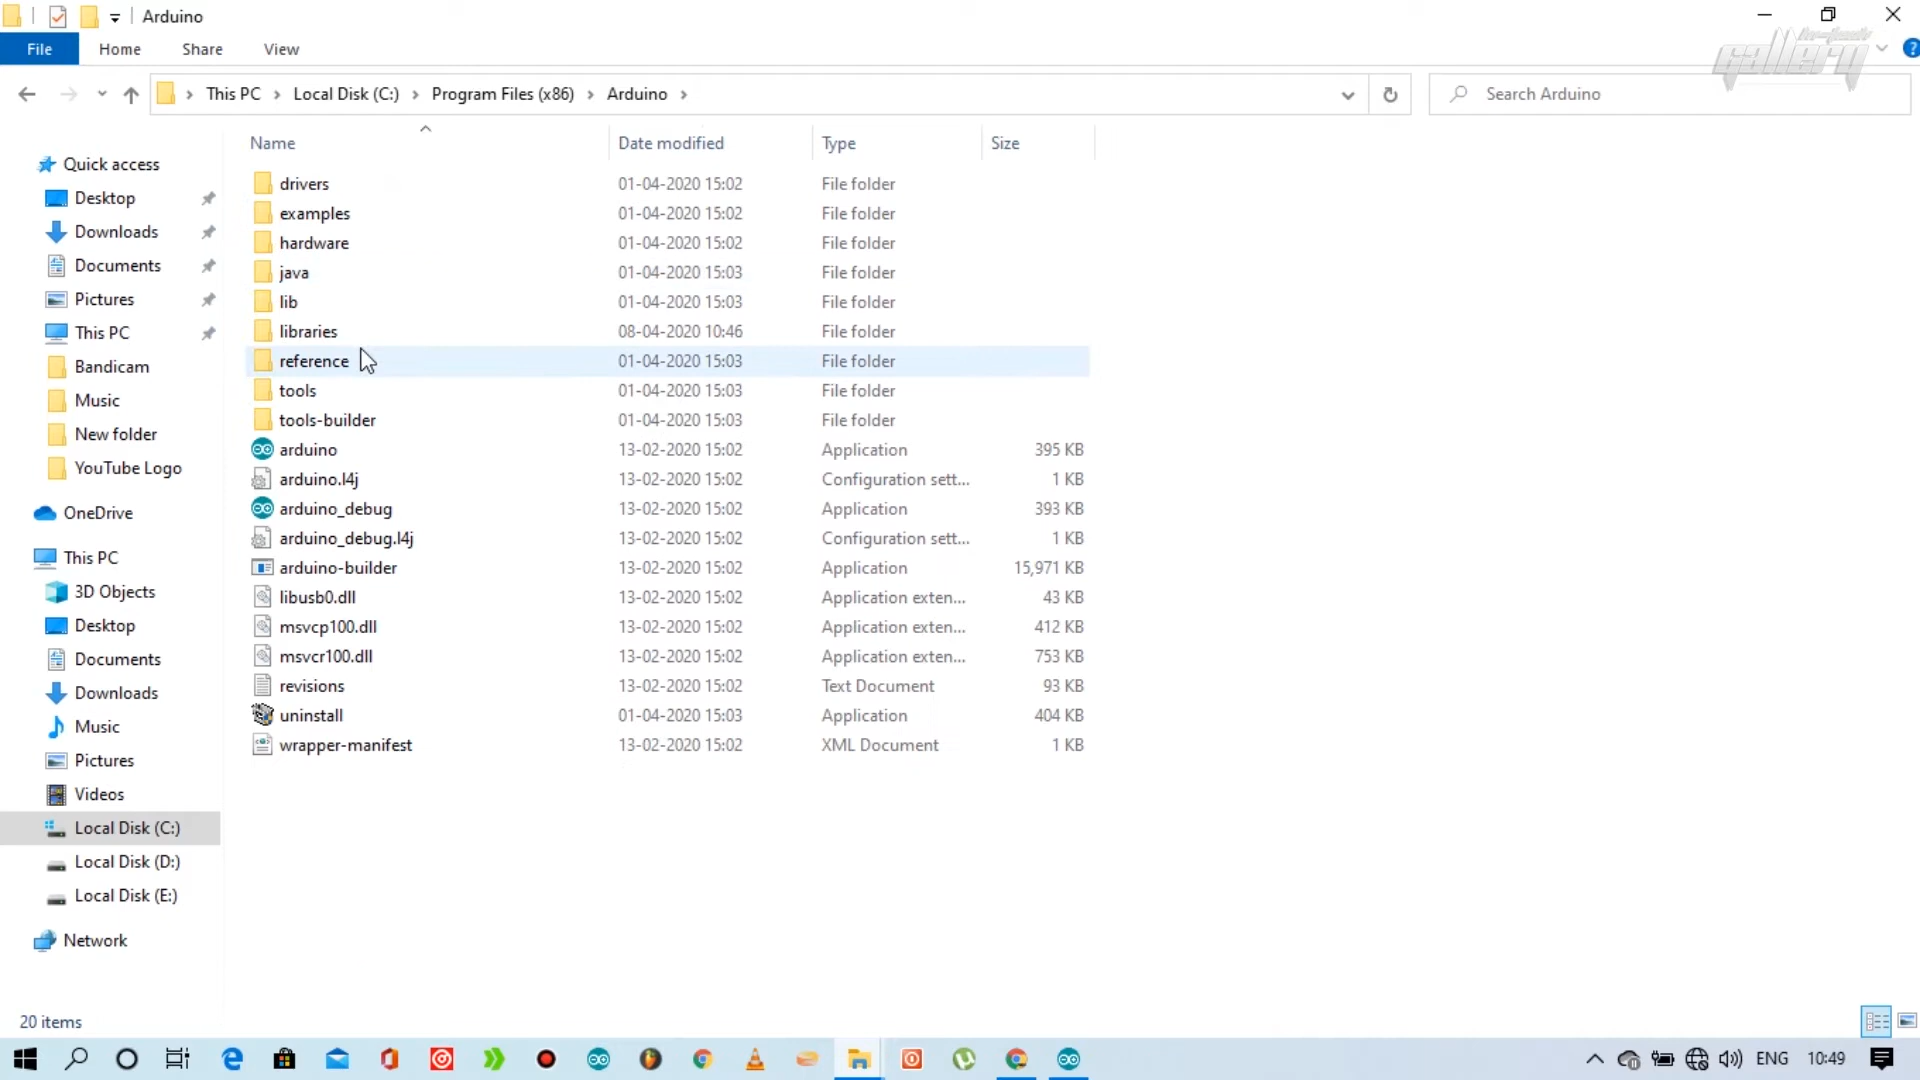 Arduino
File Home Share View
This PC Local Disk (C:) Program Files (x86) Arduino
Search Arduino
gallery
Name Date modified Type Size
Quick access
Desktop
Downloads
Documents
Pictures
This PC
Bandicam
Music
New folder
YouTube Logo
OneDrive
This PC
3D Objects
Desktop
Documents
Downloads
Music
Pictures
Videos
Local Disk (C:)
Local Disk (D:)
Local Disk (E:)
Network
drivers 01-04-2020 15:02 File folder
examples 01-04-2020 15:02 File folder
hardware 01-04-2020 15:02 File folder
java 01-04-2020 15:03 File folder
lib 01-04-2020 15:03 File folder
libraries 08-04-2020 10:46 File folder
reference 01-04-2020 15:03 File folder
tools 01-04-2020 15:03 File folder
tools-builder 01-04-2020 15:03 File folder
arduino 13-02-2020 15:02 Application 395 KB
arduino.l4j 13-02-2020 15:02 Configuration sett... 1 KB
arduino_debug 13-02-2020 15:02 Application 393 KB
arduino_debug.l4j 13-02-2020 15:02 Configuration sett... 1 KB
arduino-builder 13-02-2020 15:02 Application 15,971 KB
libusb0.dll 13-02-2020 15:02 Application exten... 43 KB
msvcp100.dll 13-02-2020 15:02 Application exten... 412 KB
msvcr100.dll 13-02-2020 15:02 Application exten... 753 KB
revisions 13-02-2020 15:02 Text Document 93 KB
uninstall 01-04-2020 15:03 Application 404 KB
wrapper-manifest 13-02-2020 15:02 XML Document 1 KB
20 items
ENG 10:49